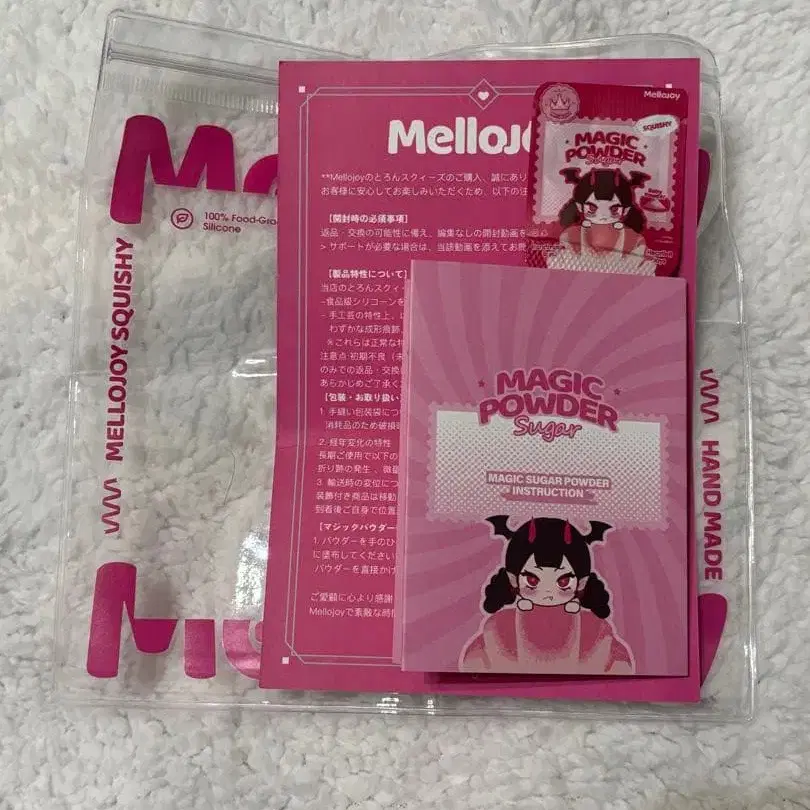 Me
100% Food-Gra
Silicone
MELLOJOY SQUISHY
HAND MADE
MelloJo
**Mellojoyのとろんスクィーズのご購入、誠にあり
お客様に安心してお楽しみいただくため、以下の注
【開封時の必須事項】
返品・交換の可能性に備え、編集なしの開封動画を
> サポートが必要な場合は、当該動画を添えてお問
【製品特性について】
当店のとろんスクィー
-食品級シリコーンを
- 手工芸の特性上、
わずかな成形痕跡、
※これらは正常な特
注意点 初期不良（未
のみでの返品・交換
あらかじめご了承く
【包装・お取り扱い
1. 手縫い包装袋につ
消耗品のため破損
2. 経年変化の特性
長期ご使用で以下の
折り跡の発生 、微量
3. 輸送時の変位につ
装飾付き商品は移動
到着後ご自身で位置
【マジックパウダー
1. パウダーを手のひ
に塗布してください
パウダーを直接か
ご愛顧に心より感謝
Mellojoyで素敵な時
Mellojoy
SQUISHY
MAGIC
POWDER
Sugar
MAGIC
POWDER
Sugar
MAGIC SUGAR POWDER
INSTRUCTION